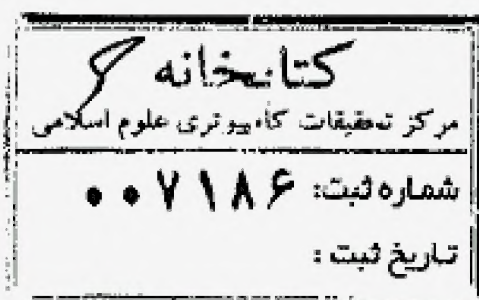 کتابخانه
مرکز تحقیقات کامپیوتری علوم اسلامی
شماره ثبت: ۰۰۷۱۸۶
تاریخ ثبت :